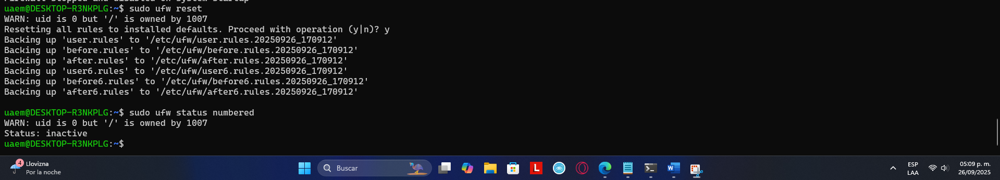 uaem@DESKTOP-R3NKPLG:~$ sudo ufw reset
WARN: uid is 0 but '/' is owned by 1007
Resetting all rules to installed defaults. Proceed with operation (y|n)? y
Backing up 'user.rules' to '/etc/ufw/user.rules.20250926_170912'
Backing up 'before.rules' to '/etc/ufw/before.rules.20250926_170912'
Backing up 'after.rules' to '/etc/ufw/after.rules.20250926_170912'
Backing up 'user6.rules' to '/etc/ufw/user6.rules.20250926_170912'
Backing up 'before6.rules' to '/etc/ufw/before6.rules.20250926_170912'
Backing up 'after6.rules' to '/etc/ufw/after6.rules.20250926_170912'
uaem@DESKTOP-R3NKPLG:~$ sudo ufw status numbered
WARN: uid is 0 but '/' is owned by 1007
Status: inactive
uaem@DESKTOP-R3NKPLG:~$
4
Llovizna
Por la noche
Buscar
L
W
ESP
LAA
05:09 p. m.
26/09/2025